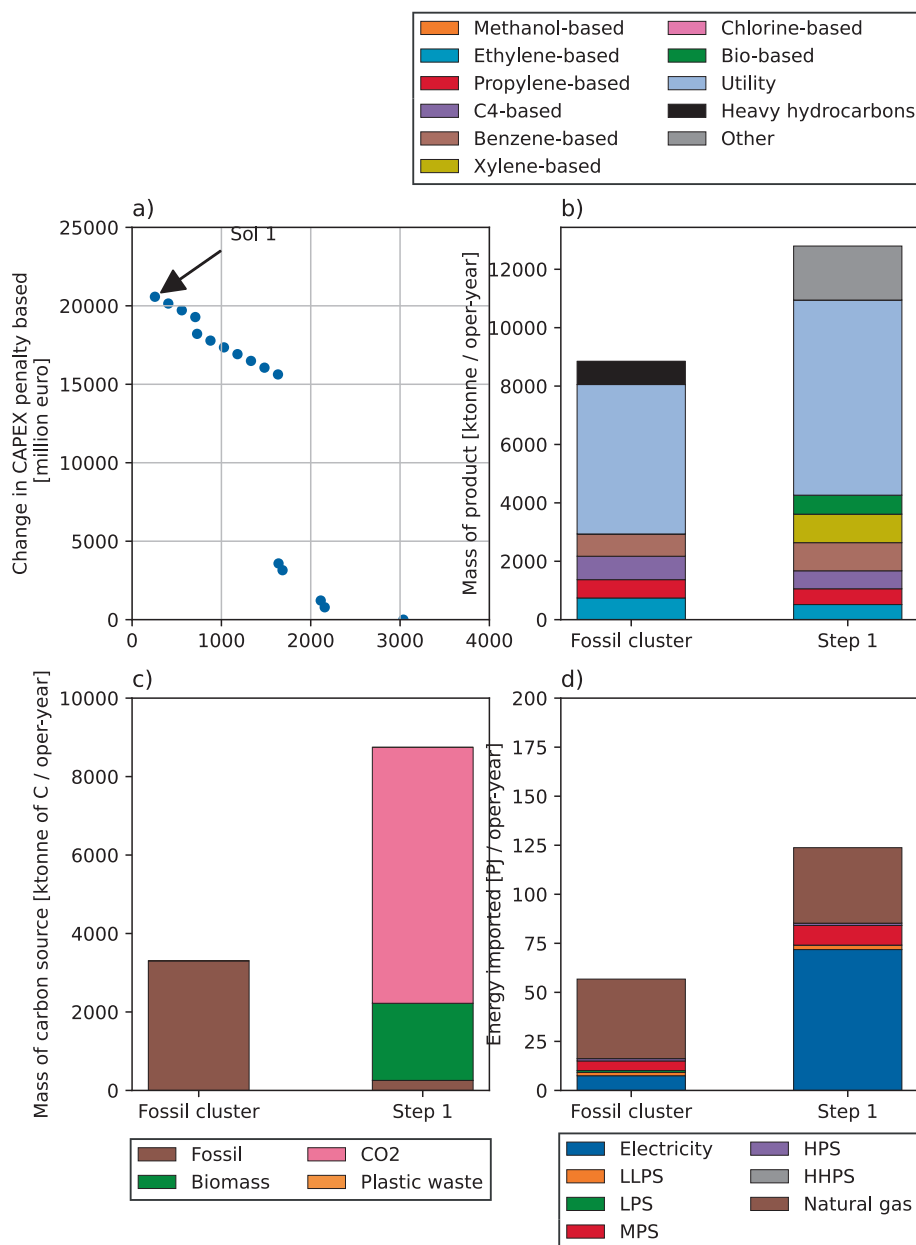 Methanol-based
Ethylene-based
Propylene-based
C4-based
Benzene-based
Xylene-based
Chlorine-based
Bio-based
Utility
Heavy hydrocarbons
Other
a)
Sol 1
Change in CAPEX penalty based
[million euro]
25000
20000
15000
10000
5000
0
0 1000 2000 3000 4000
b)
Mass of product [ktonne / oper-year]
12000
10000
8000
6000
4000
2000
0
Fossil cluster Step 1
c)
Mass of carbon source [ktonne of C / oper-year]
10000
8000
6000
4000
2000
0
Fossil cluster Step 1
Fossil
Biomass
CO2
Plastic waste
d)
Energy imported [PJ / oper-year]
200
175
150
125
100
75
50
25
0
Fossil cluster Step 1
Electricity
LLPS
LPS
MPS
HPS
HHPS
Natural gas